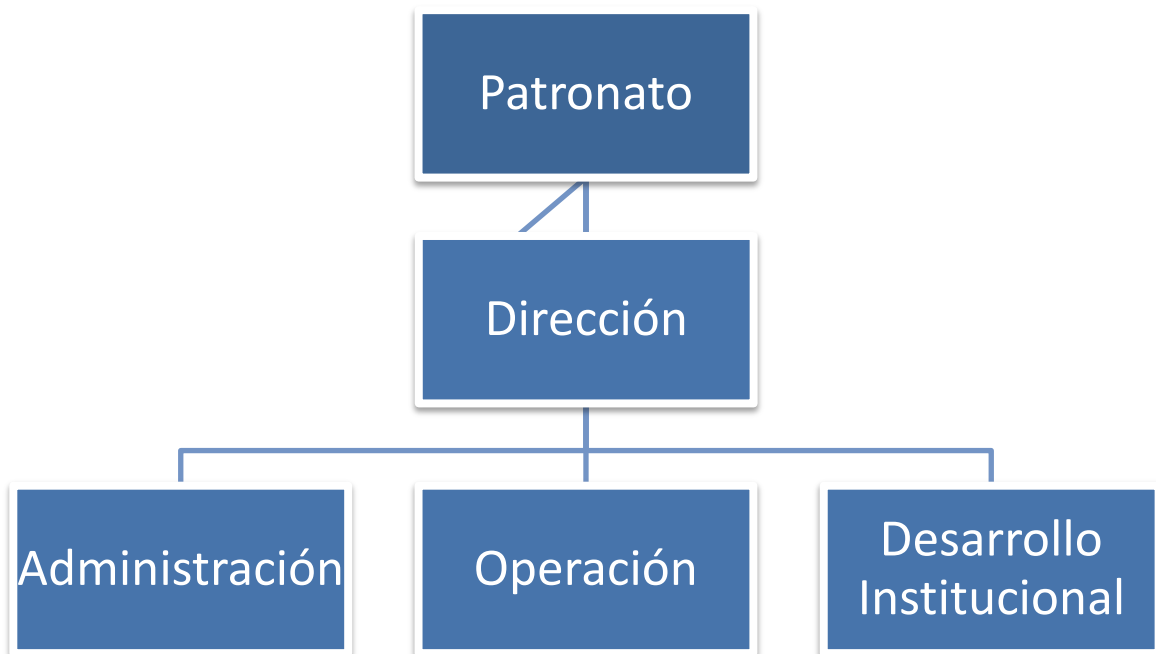 Patronato
Dirección
Administración
Operación
Desarrollo
Institucional